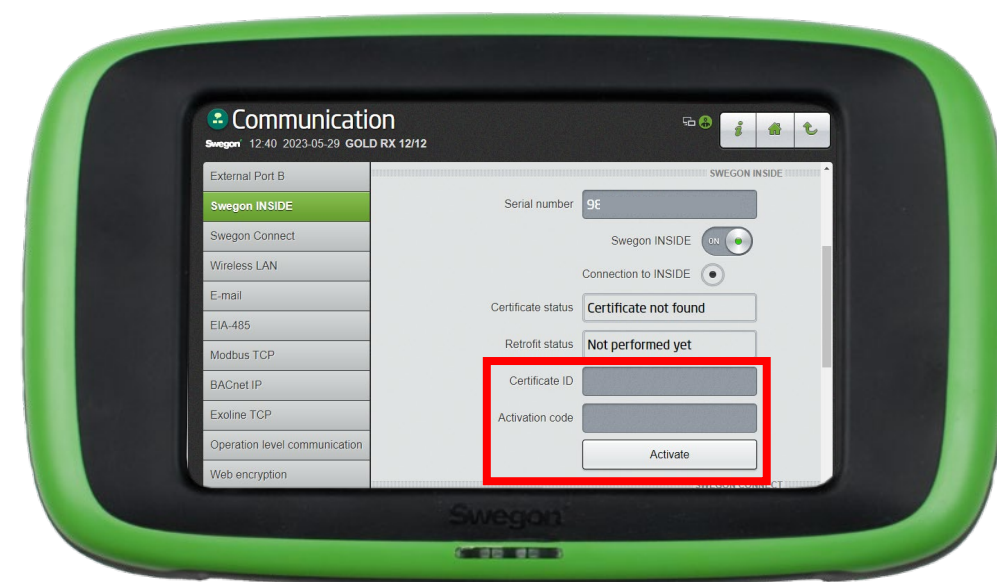 Communication
Swegon 12:40 2023-05-29 GOLD RX 12/12
External Port B
Swegon INSIDE
Swegon Connect
Wireless LAN
E-mail
EIA-485
Modbus TCP
BACnet IP
Exoline TCP
Operation level communication
Web encryption
SWEGON INSIDE
Serial number
Swegon INSIDE ON
Connection to INSIDE
Certificate status Certificate not found
Retrofit status Not performed yet
Certificate ID
Activation code
Activate
SWEGON CONNECT
Swegon